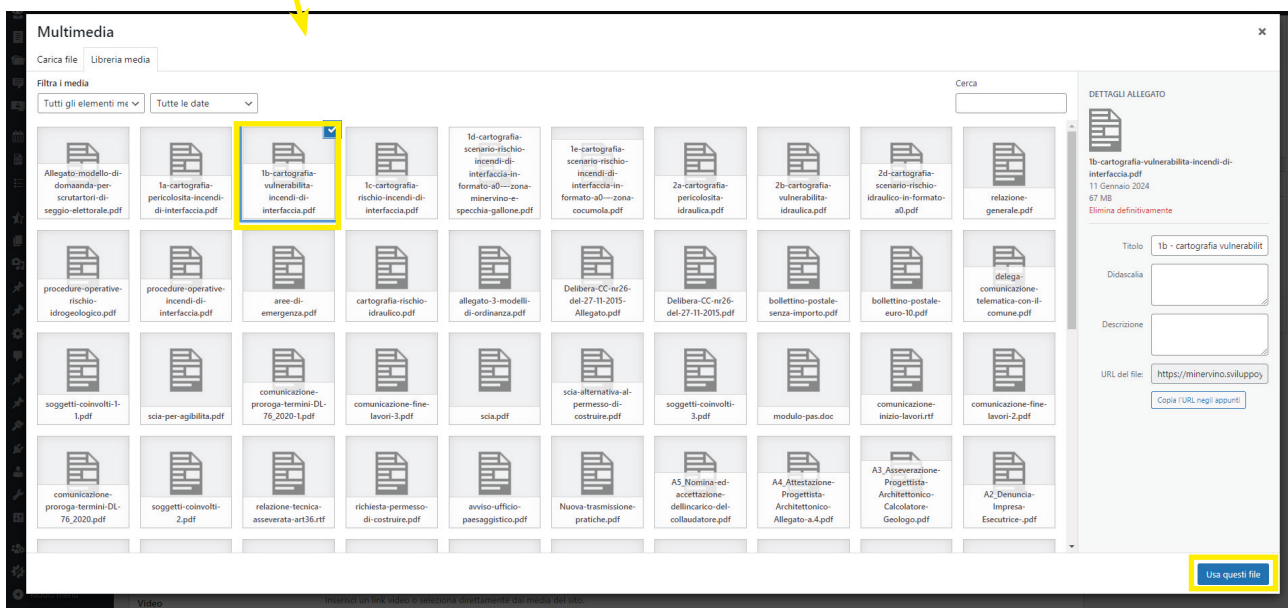 Multimedia
×
Carica file
Libreria media
Filtra i media
Cerca
Tutti gli elementi me
Tutte le date
Allegato-modello-di-
domaanda-per-
scrutartori-di-
seggio-elettorale.pdf
1a-cartografia-
pericolosita-incendi-
di-interfaccia.pdf
1b-cartografia-
vulnerabilita-
incendi-di-
interfaccia.pdf
1c-cartografia-
rischio-incendi-di-
interfaccia.pdf
1d-cartografia-
scenario-rischio-
incendi-di-
interfaccia-in-
formato-a0---zona-
minervino-e-
specchia-gallone.pdf
1e-cartografia-
scenario-rischio-
incendi-di-
interfaccia-in-
formato-a0---zona-
cocumola.pdf
2a-cartografia-
pericolosita-
idraulica.pdf
2b-cartografia-
vulnerabilita-
idraulica.pdf
2d-cartografia-
scenario-rischio-
idraulico-in-formato-
a0.pdf
relazione-
generale.pdf
procedure-operative-
rischio-
idrogeologico.pdf
procedure-operative-
incendi-di-
interfaccia.pdf
aree-di-
emergenza.pdf
cartografia-rischio-
idraulico.pdf
allegato-3-modelli-
di-ordinanza.pdf
Delibera-CC-nr26-
del-27-11-2015-
Allegato.pdf
Delibera-CC-nr26-
del-27-11-2015.pdf
bollettino-postale-
senza-importo.pdf
bollettino-postale-
euro-10.pdf
delega-
comunicazione-
telematica-con-il-
comune.pdf
soggetti-coinvolti-1-
1.pdf
scia-per-agibilita.pdf
comunicazione-
proroga-termini-DL-
76_2020-1.pdf
comunicazione-fine-
lavori-3.pdf
scia.pdf
scia-alternativa-al-
permesso-di-
costruire.pdf
soggetti-coinvolti-
3.pdf
modulo-pas.doc
comunicazione-
inizio-lavori.rtf
comunicazione-fine-
lavori-2.pdf
comunicazione-
proroga-termini-DL-
76_2020.pdf
soggetti-coinvolti-
2.pdf
relazione-tecnica-
asseverata-art36.rtf
richiesta-permesso-
di-costruire.pdf
avviso-ufficio-
paesaggistico.pdf
Nuova-trasmissione-
pratiche.pdf
A5_Nomina-ed-
accettazione-
dellincarico-del-
collaudatore.pdf
A4_Attestazione-
Progettista-
Architettonico-
Allegato-a.4.pdf
A3_Asseverazione-
Progettista-
Architettonico-
Calcolatore-
Geologo.pdf
A2_Denuncia-
Impresa-
Esecutrice-.pdf
DETTAGLI ALLEGATO
1b-cartografia-vulnerabilita-incendi-di-
interfaccia.pdf
11 Gennaio 2024
67 MB
Elimina definitivamente
Titolo
1b - cartografia vulnerabilit
Didascalia
Descrizione
URL del file:
https://minervino.sviluppoy
Copia l'URL negli appunti
Usa questi file
Video
Inserisci un link video o seleziona direttamente dai media del sito.